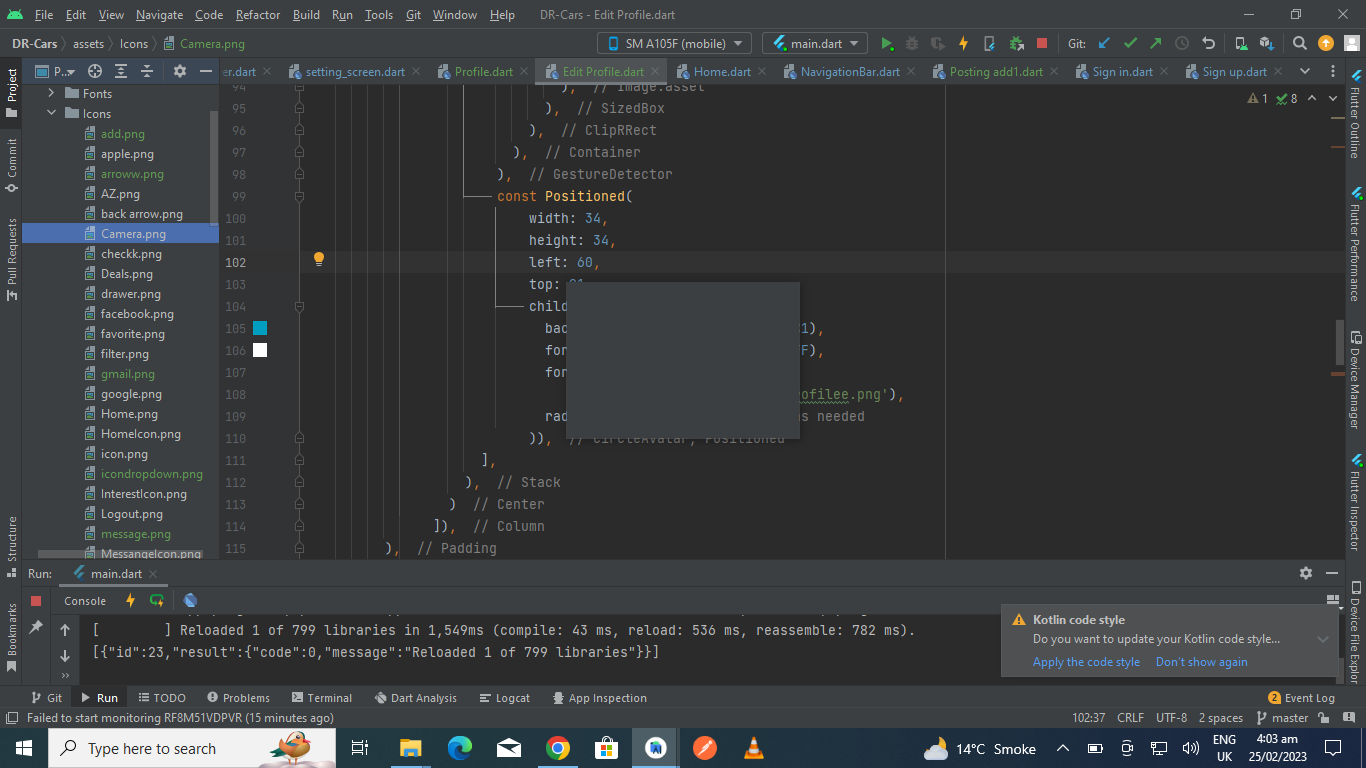 File Edit View Navigate Code Refactor Build Run Tools Git Window Help DR-Cars - Edit Profile.dart
DR-Cars assets Icons Camera.png SM A105F (mobile) main.dart Git:
Project P... er.dart setting_screen.dart Profile.dart Edit Profile.dart Home.dart NavigationBar.dart Posting add1.dart Sign in.dart Sign up.dart
Fonts
Icons
add.png
apple.png
arroww.png
AZ.png
back arrow.png
Camera.png
checkk.png
Deals.png
drawer.png
facebook.png
favorite.png
filter.png
gmail.png
google.png
Home.png
HomeIcon.png
icon.png
icondropdown.png
InterestIcon.png
Logout.png
message.png
MessangeIcon.png
Commit
Pull Requests
Structure
Bookmarks
94 ), // Image.asset
95 ), // SizedBox
96 ), // ClipRRect
97 ), // Container
98 ), // GestureDetector
99 const Positioned(
100 width: 34,
101 height: 34,
102 left: 60,
103 top:
104 child
105 bac 1),
106 for F),
107 for
108 ofilee.png'),
109 rad as needed
110 )), // CircleAvatar, Positioned
111 ],
112 ), // Stack
113 ) // Center
114 ]), // Column
115 ), // Padding
1 8
Flutter Outline
Flutter Performance
Device Manager
Flutter Inspector
Device File Explor
Run: main.dart
Console
[ ] Reloaded 1 of 799 libraries in 1,549ms (compile: 43 ms, reload: 536 ms, reassemble: 782 ms).
[{"id":23,"result":{"code":0,"message":"Reloaded 1 of 799 libraries"}}]
Kotlin code style
Do you want to update your Kotlin code style...
Apply the code style Don't show again
Git Run TODO Problems Terminal Dart Analysis Logcat App Inspection 2 Event Log
Failed to start monitoring RF8M51VDPVR (15 minutes ago) 102:37 CRLF UTF-8 2 spaces master
Type here to search 14°C Smoke ENG 4:03 am
UK 25/02/2023